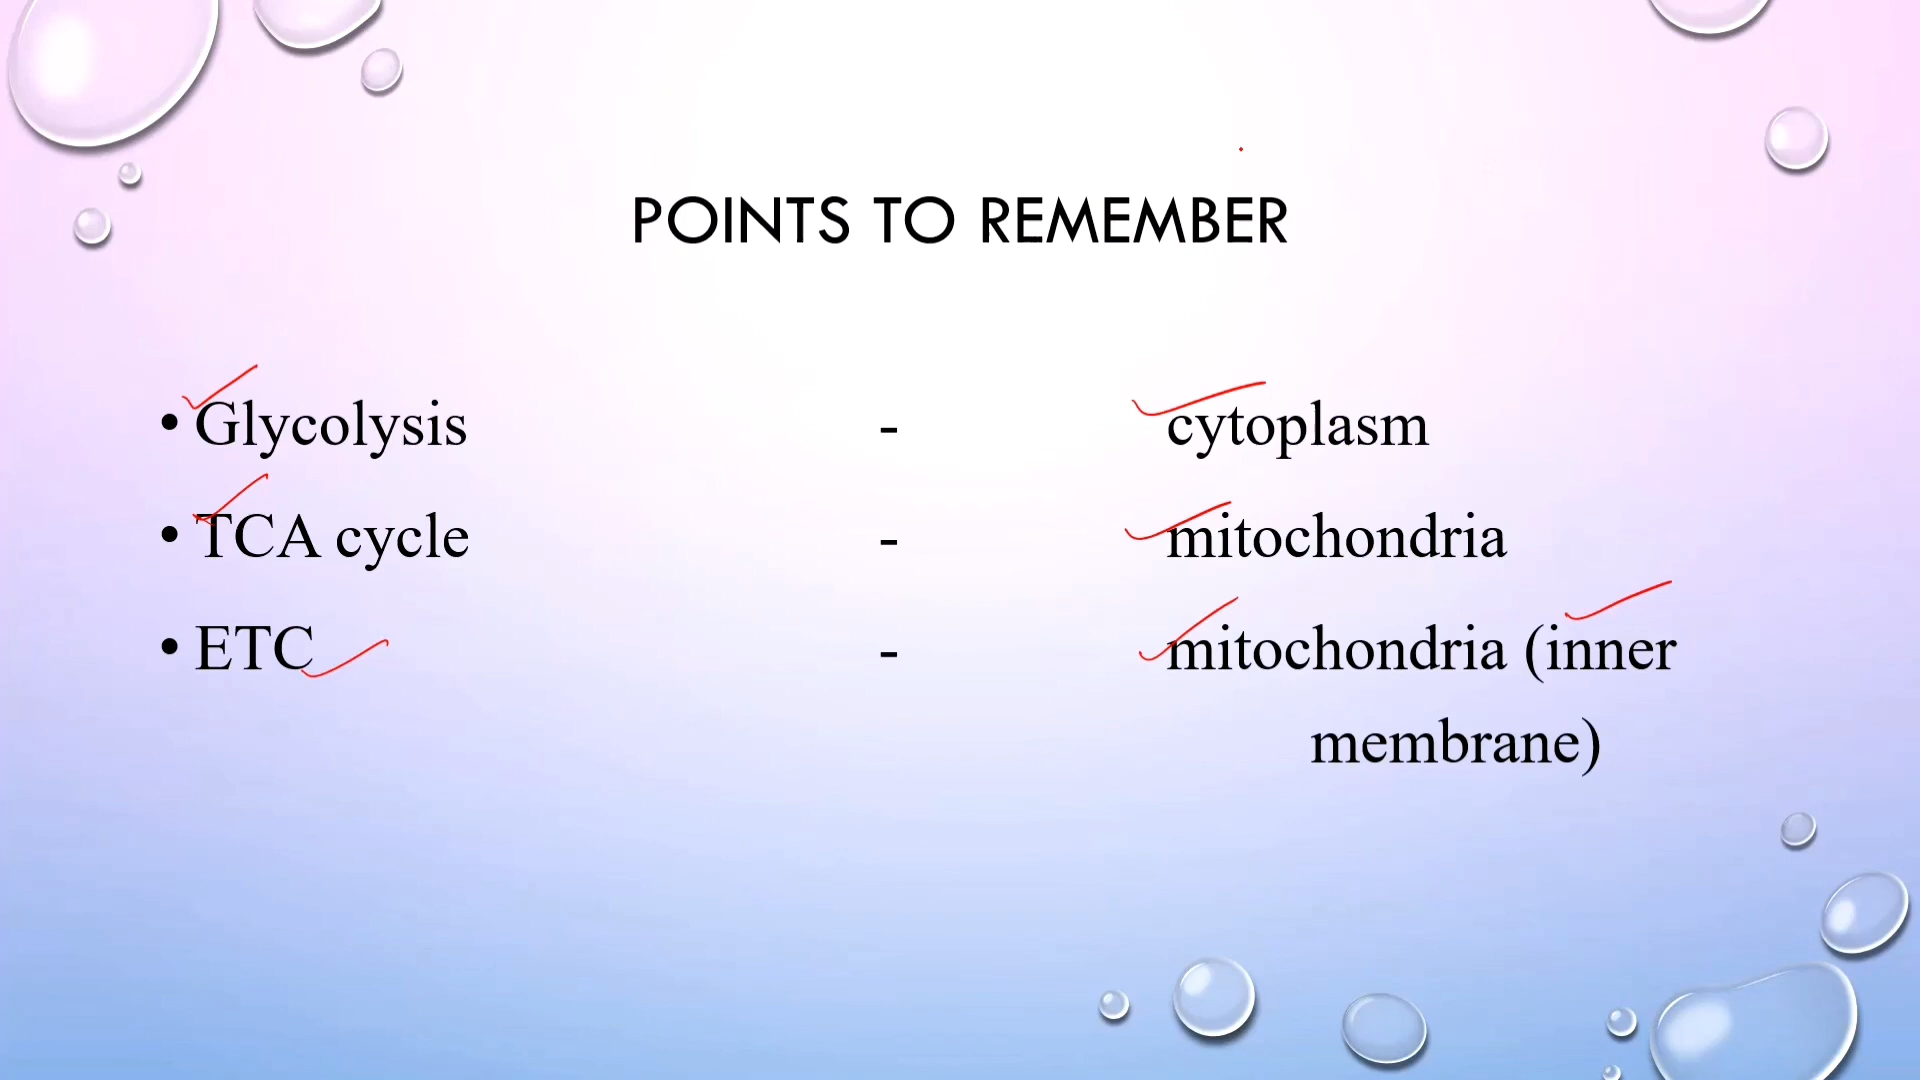 POINTS TO REMEMBER
• Glycolysis - cytoplasm
• TCA cycle - mitochondria
• ETC - mitochondria (inner
membrane)